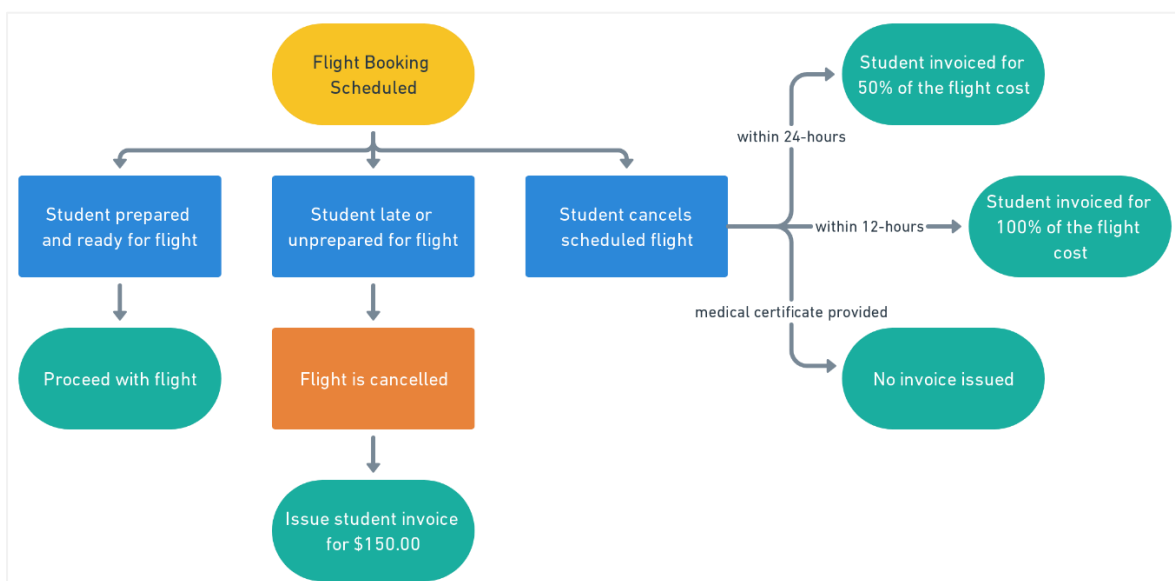 Flight Booking
Scheduled
Student prepared
and ready for flight
Student late or
unprepared for flight
Student cancels
scheduled flight
Proceed with flight
Flight is cancelled
Issue student invoice
for $150.00
within 24-hours
Student invoiced for
50% of the flight cost
within 12-hours
Student invoiced for
100% of the flight
cost
medical certificate provided
No invoice issued